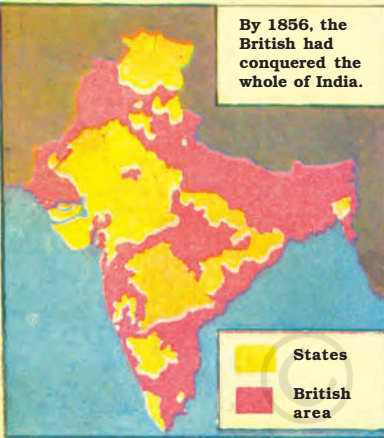 By 1856, the
British had
conquered the
whole of India.
States
British
area